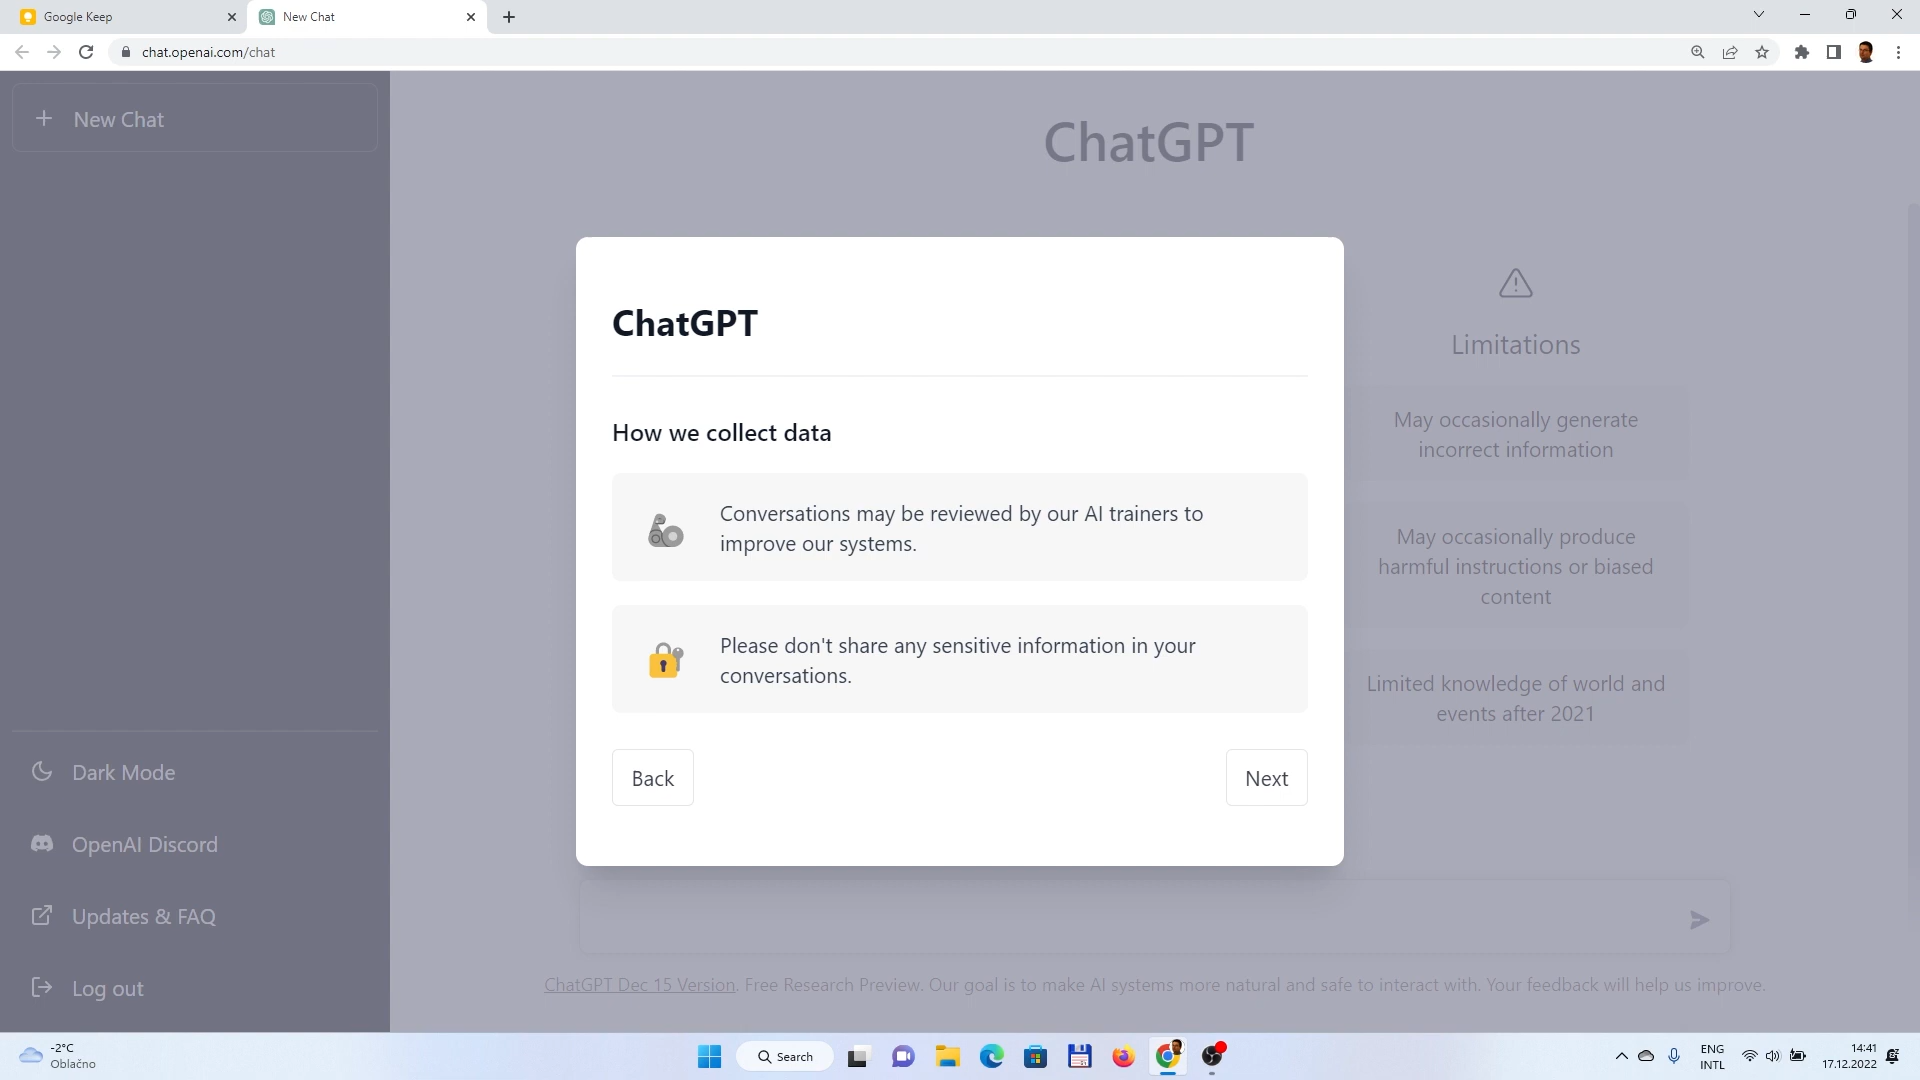 Google Keep
New Chat
chat.openai.com/chat
New Chat
ChatGPT
Limitations
May occasionally generate
incorrect information
May occasionally produce
harmful instructions or biased
content
Limited knowledge of world and
events after 2021
ChatGPT
How we collect data
Conversations may be reviewed by our AI trainers to
improve our systems.
Please don't share any sensitive information in your
conversations.
Back
Next
Dark Mode
OpenAI Discord
Updates & FAQ
Log out
ChatGPT Dec 15 Version. Free Research Preview. Our goal is to make AI systems more natural and safe to interact with. Your feedback will help us improve.
-2°C
Oblačno
Search
ENG
INTL
14:41
17.12.2022